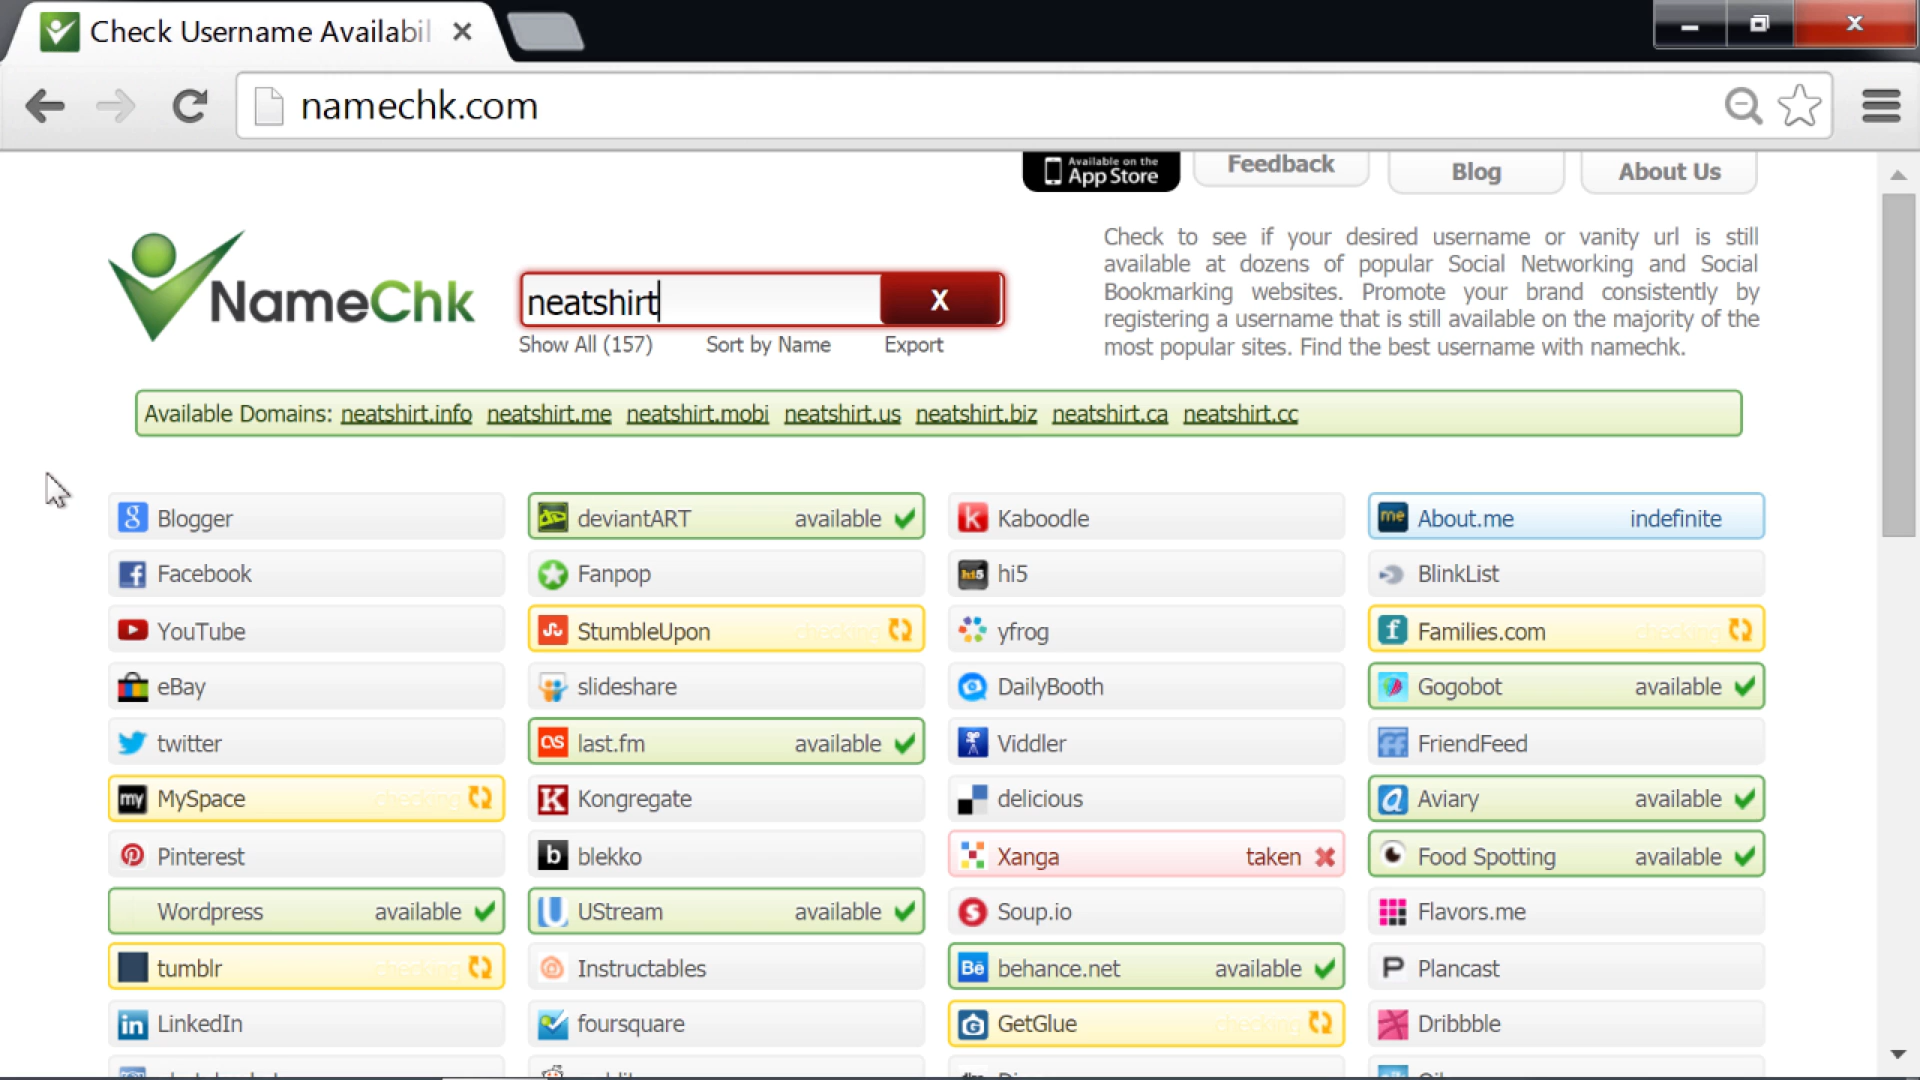 Check Username Availabil
namechk.com
Available on the
App Store
Feedback
Blog
About Us
NameChk
neatshirt
X
Show All (157)
Sort by Name
Export
Check to see if your desired username or vanity url is still
available at dozens of popular Social Networking and Social
Bookmarking websites. Promote your brand consistently by
registering a username that is still available on the majority of the
most popular sites. Find the best username with namechk.
Available Domains: neatshirt.info neatshirt.me neatshirt.mobi neatshirt.us neatshirt.biz neatshirt.ca neatshirt.cc
Blogger
deviantART available
Kaboodle
About.me indefinite
Facebook
Fanpop
hi5
BlinkList
YouTube
StumbleUpon checking
yfrog
Families.com checking
eBay
slideshare
DailyBooth
Gogobot available
twitter
last.fm available
Viddler
FriendFeed
MySpace checking
Kongregate
delicious
Aviary available
Pinterest
blekko
Xanga taken
Food Spotting available
Wordpress available
UStream available
Soup.io
Flavors.me
tumblr checking
Instructables
behance.net available
Plancast
LinkedIn
foursquare
GetGlue checking
Dribbble